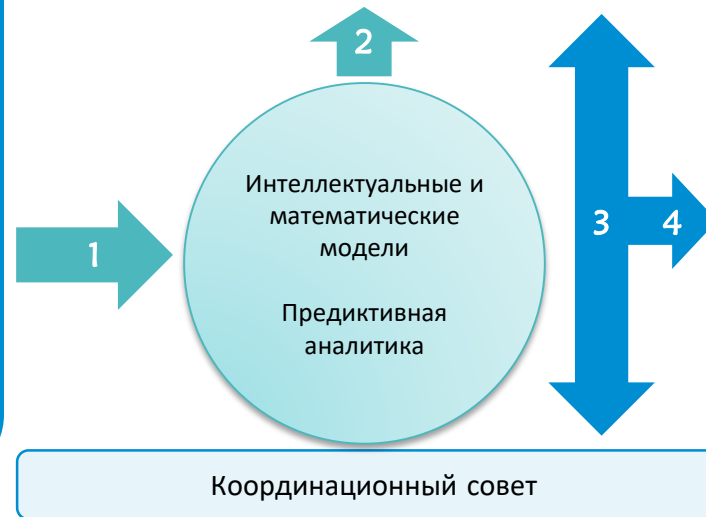 2
Интеллектуальные и
математические
модели
1
3
4
Предиктивная
аналитика
Координационный совет